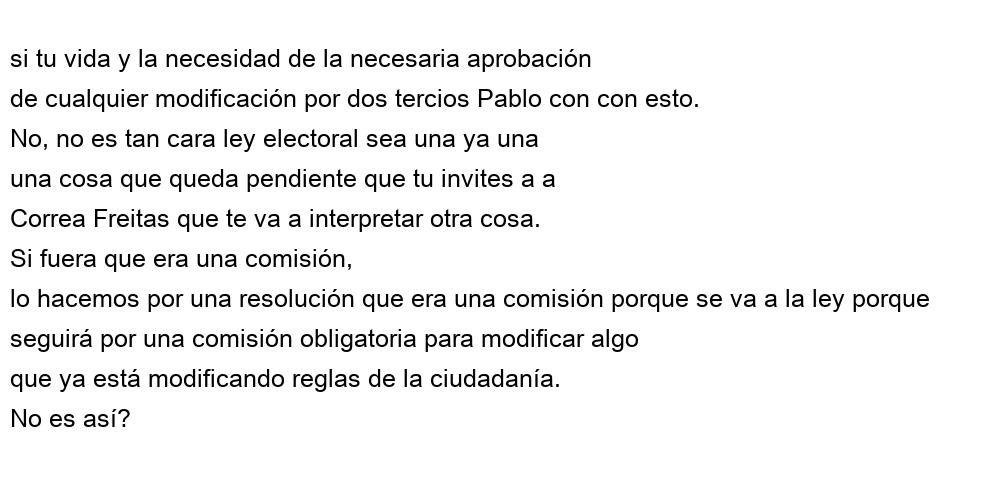 si tu vida y la necesidad de la necesaria aprobación
de cualquier modificación por dos tercios Pablo con con esto.
No, no es tan cara ley electoral sea una ya una
una cosa que queda pendiente que tu invites a a
Correa Freitas que te va a interpretar otra cosa.
Si fuera que era una comisión,
lo hacemos por una resolución que era una comisión porque se va a la ley porque
seguirá por una comisión obligatoria para modificar algo
que ya está modificando reglas de la ciudadanía.
No es así?